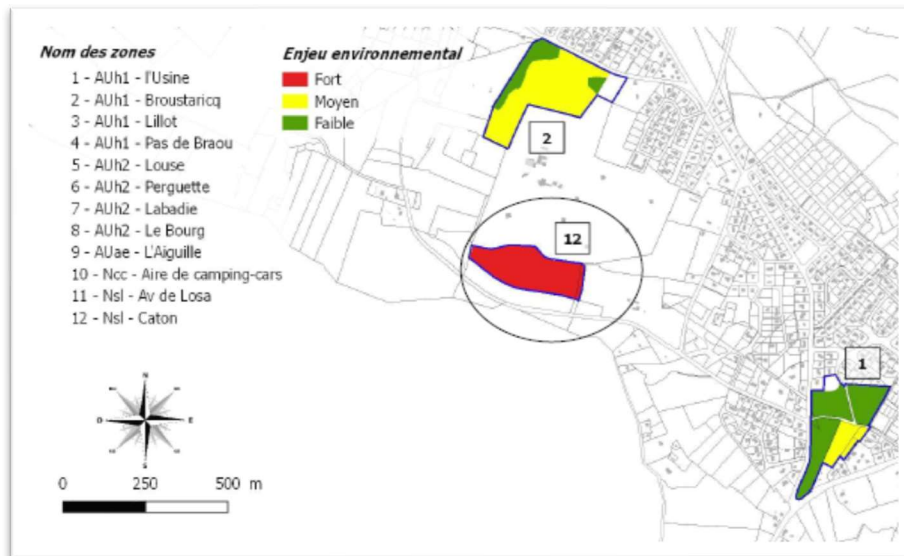 Nom des zones
1 - AUh1 - l'Usine
2 - AUh1 - Broustaricq
3 - AUh1 - Lillot
4 - AUh1 - Pas de Braou
5 - AUh2 - Louse
6 - AUh2 - Perguette
7 - AUh2 - Labadie
8 - AUh2 - Le Bourg
9 - AUae - L'Aiguille
10 - Ncc - Aire de camping-cars
11 - Nsl - Av de Losa
12 - Nsl - Caton
Enjeu environnemental
Fort
Moyen
Faible
2
12
1
N
O
E
S
0 250 500 m